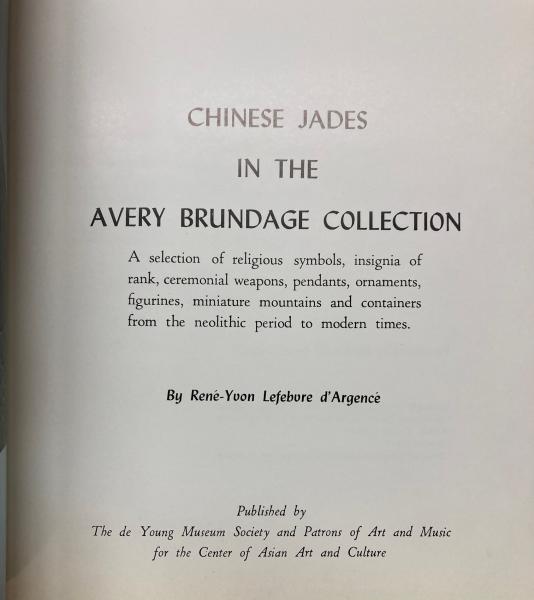 CHINESE JADES
IN THE
AVERY BRUNDAGE COLLECTION
A selection of religious symbols, insignia of
rank, ceremonial weapons, pendants, ornaments,
figurines, miniature mountains and containers
from the neolithic period to modern times.
By René-Yvon Lefebvre d'Argencé
Published by
The de Young Museum Society and Patrons of Art and Music
for the Center of Asian Art and Culture